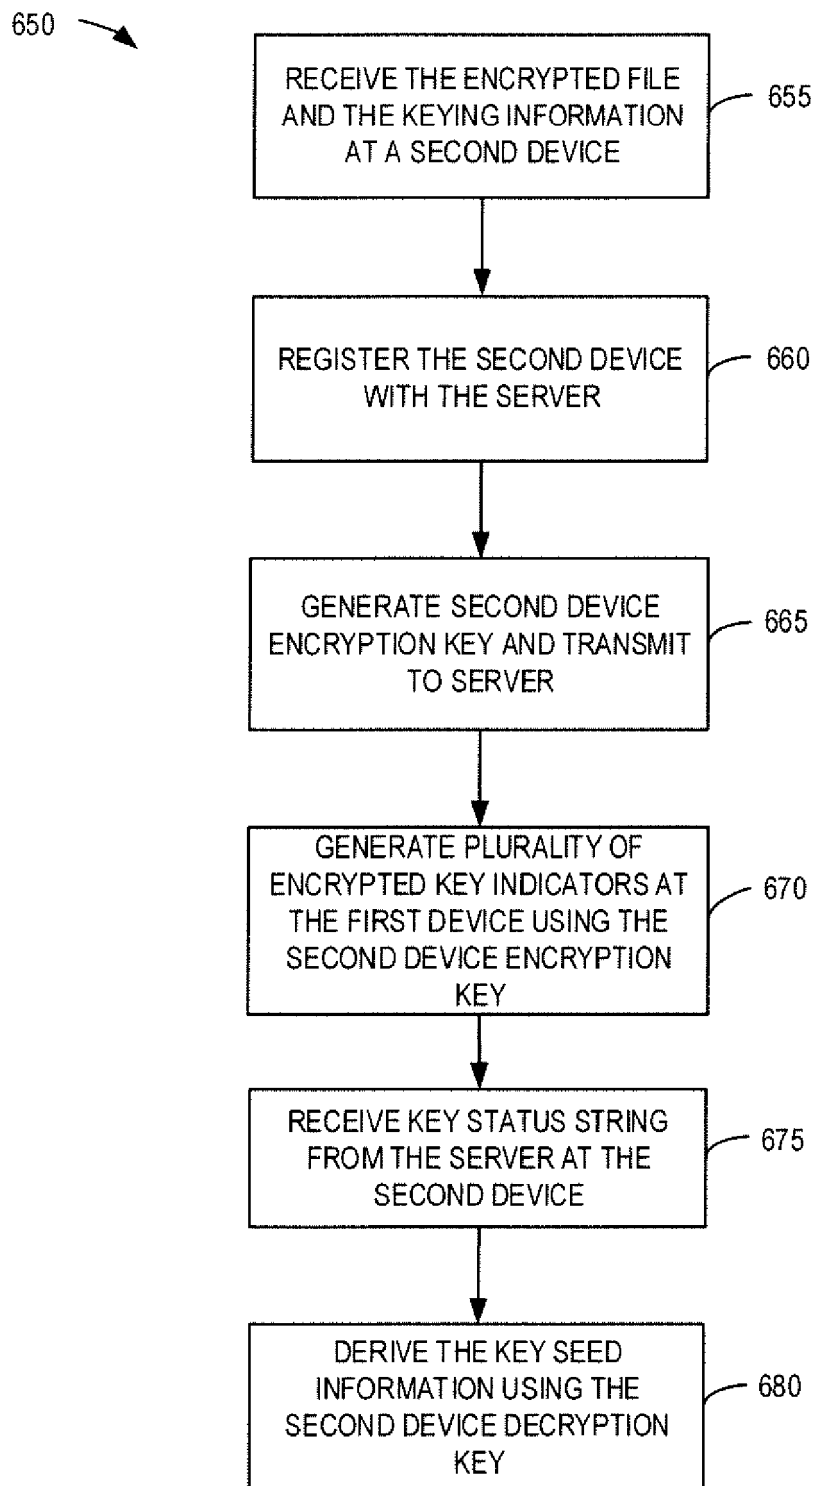 650
RECEIVE THE ENCRYPTED FILE
AND THE KEYING INFORMATION
AT A SECOND DEVICE
655
REGISTER THE SECOND DEVICE
WITH THE SERVER
660
GENERATE SECOND DEVICE
ENCRYPTION KEY AND TRANSMIT
TO SERVER
665
GENERATE PLURALITY OF
ENCRYPTED KEY INDICATORS AT
THE FIRST DEVICE USING THE
SECOND DEVICE ENCRYPTION
KEY
670
RECEIVE KEY STATUS STRING
FROM THE SERVER AT THE
SECOND DEVICE
675
DERIVE THE KEY SEED
INFORMATION USING THE
SECOND DEVICE DECRYPTION
KEY
680